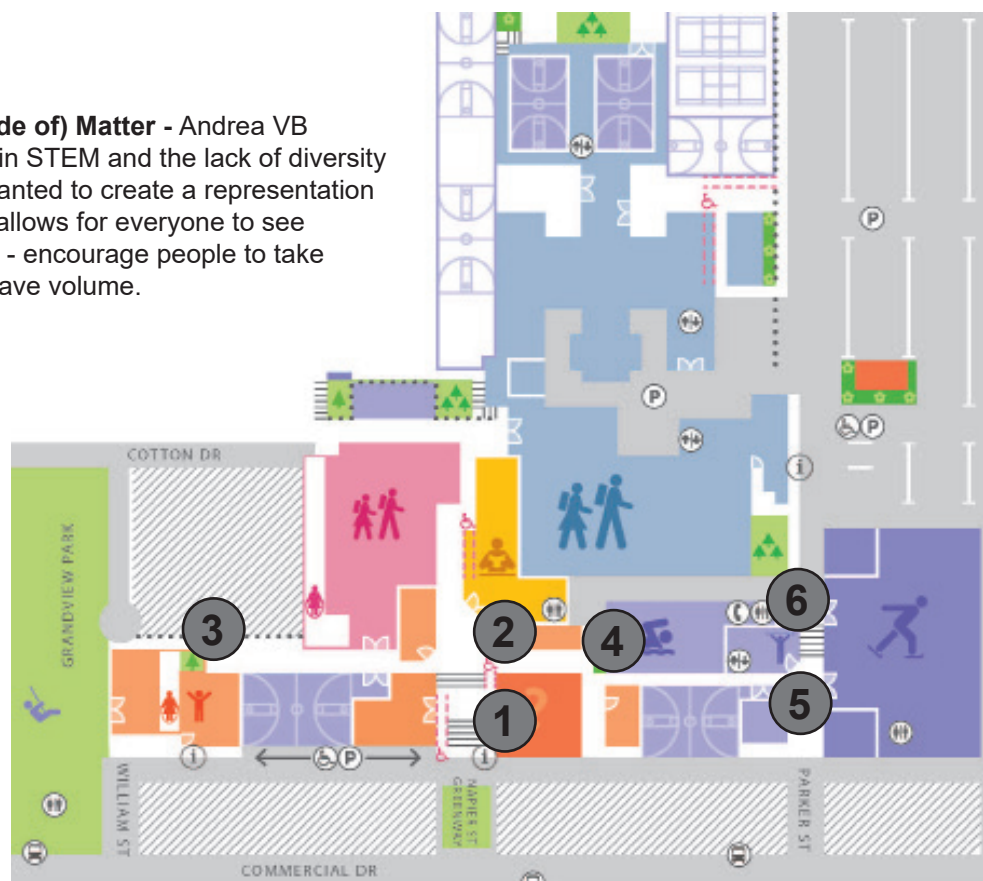 de of) Matter - Andrea VB
in STEM and the lack of diversity
anted to create a representation
allows for everyone to see
- encourage people to take
ave volume.
P
P
P
i
COTTON DR
GRANDVIEW PARK
3
2
4
6
1
5
i
P
i
WILLIAM ST
NAPIER ST
GREENWAY
PARKER ST
COMMERCIAL DR